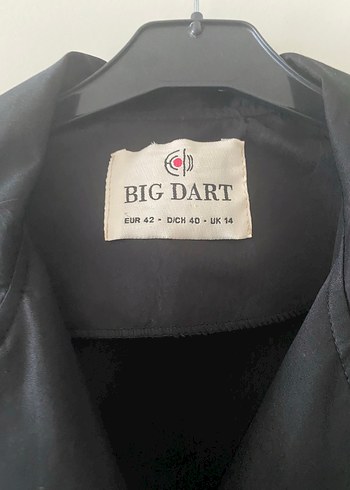 BIG DART
EUR 42 - D/CH 40 - UK 14